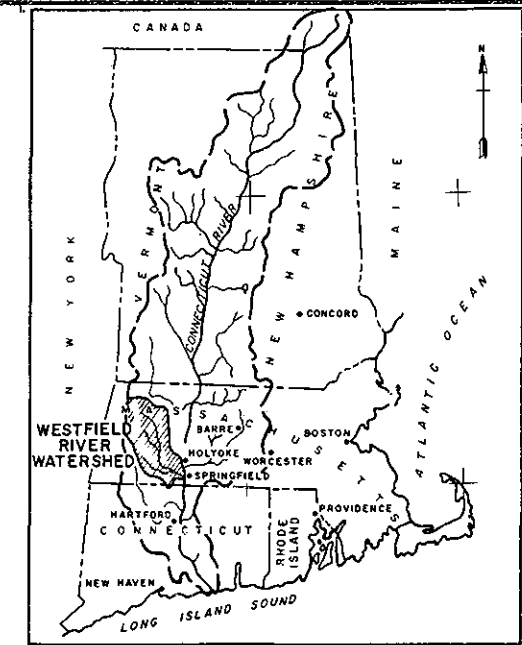 1.
CANADA
N
VERMONT
NEW HAMPSHIRE
MAINE
NEW YORK
CONNECTICUT RIVER
CONCORD
ATLANTIC OCEAN
MASSACHUSETTS
WESTFIELD
RIVER
WATERSHED
BARRE
BOSTON
HOLYOKE
WORCESTER
SPRINGFIELD
HARTFORD
PROVIDENCE
CONNECTICUT
RHODE
ISLAND
NEW HAVEN
LONG ISLAND SOUND